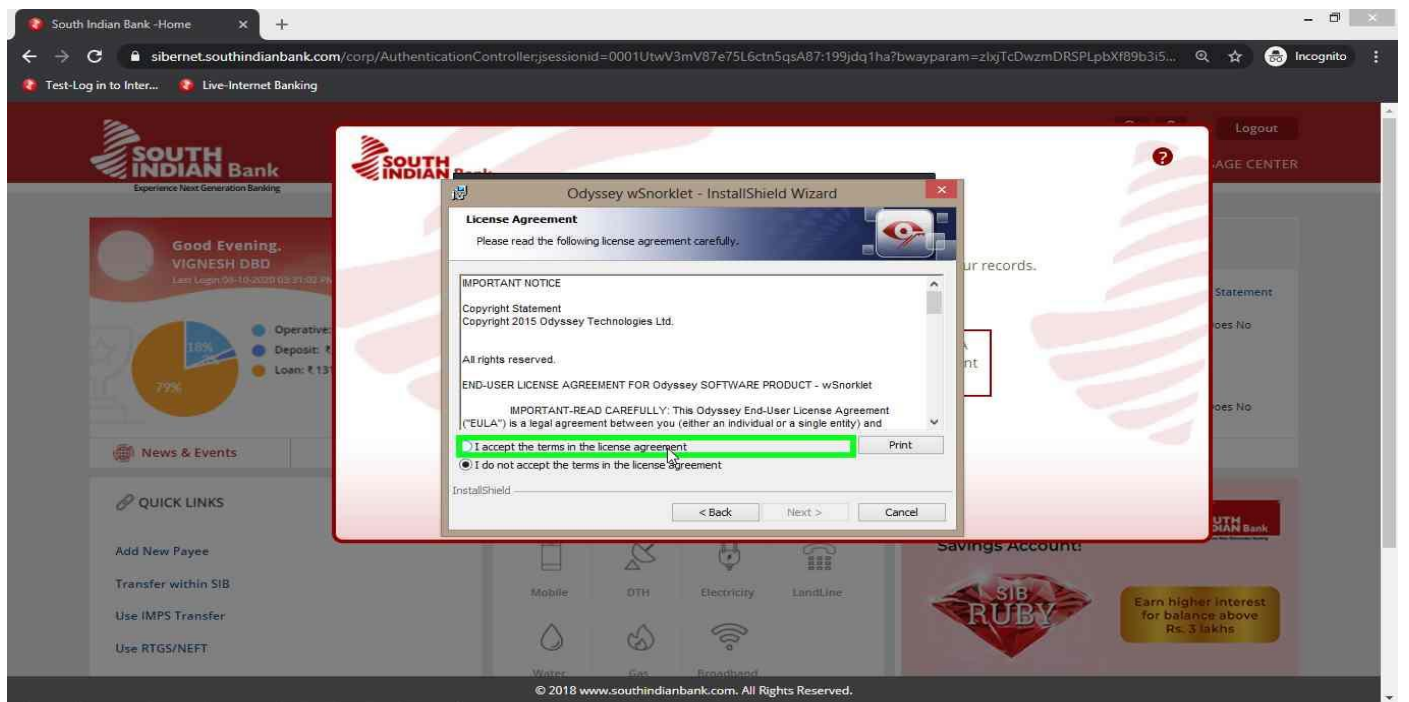 South Indian Bank -Home
sibernet.southindianbank.com/corp/AuthenticationController;jsessionid=0001UtwV3mV87e75L6ctn5qsA87:199jdq1ha?bwayparam=zlxjTcDwzmDRSPLpbXf89b3i5...
Incognito
Test-Log in to Inter...
Live-Internet Banking
Logout
SOUTH
INDIAN Bank
Experience Next Generation Banking
SOUTH
INDIAN
AGE CENTER
Odyssey wSnorklet - InstallShield Wizard
License Agreement
Please read the following license agreement carefully.
Good Evening,
VIGNESH DBD
Last Login:
ur records.
IMPORTANT NOTICE
Statement
Copyright Statement
Copyright 2015 Odyssey Technologies Ltd.
Operative:
oes No
18%
Deposit: ₹
All rights reserved.
Loan: ₹ 13
nt
79%
END-USER LICENSE AGREEMENT FOR Odyssey SOFTWARE PRODUCT - wSnorklet
IMPORTANT-READ CAREFULLY: This Odyssey End-User License Agreement
("EULA") is a legal agreement between you (either an individual or a single entity) and
oes No
I accept the terms in the license agreement
Print
I do not accept the terms in the license agreement
News & Events
InstallShield
< Back
Next >
Cancel
QUICK LINKS
Add New Payee
Transfer within SIB
Use IMPS Transfer
Use RTGS/NEFT
Mobile
DTH
Electricity
LandLine
Water
Gas
Broadband
Savings Account!
SIB
RUBY
Earn higher interest
for balance above
Rs. 3 lakhs
© 2018 www.southindianbank.com. All Rights Reserved.